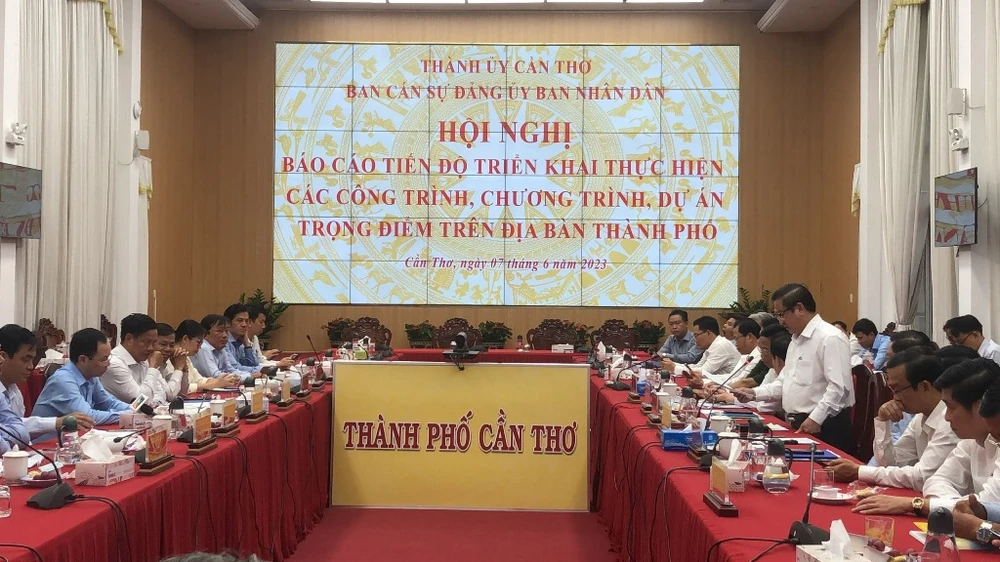 THÀNH ỦY CẦN THƠ
BAN CÁN SỰ ĐẢNG ỦY BAN NHÂN DÂN
HỘI NGHỊ
BÁO CÁO TIẾN ĐỘ TRIỂN KHAI THỰC HIỆN
CÁC CÔNG TRÌNH, CHƯƠNG TRÌNH, DỰ ÁN
TRỌNG ĐIỂM TRÊN ĐỊA BÀN THÀNH PHỐ
Cần Thơ, ngày 07 tháng 6 năm 2023
THÀNH PHỐ CẦN THƠ